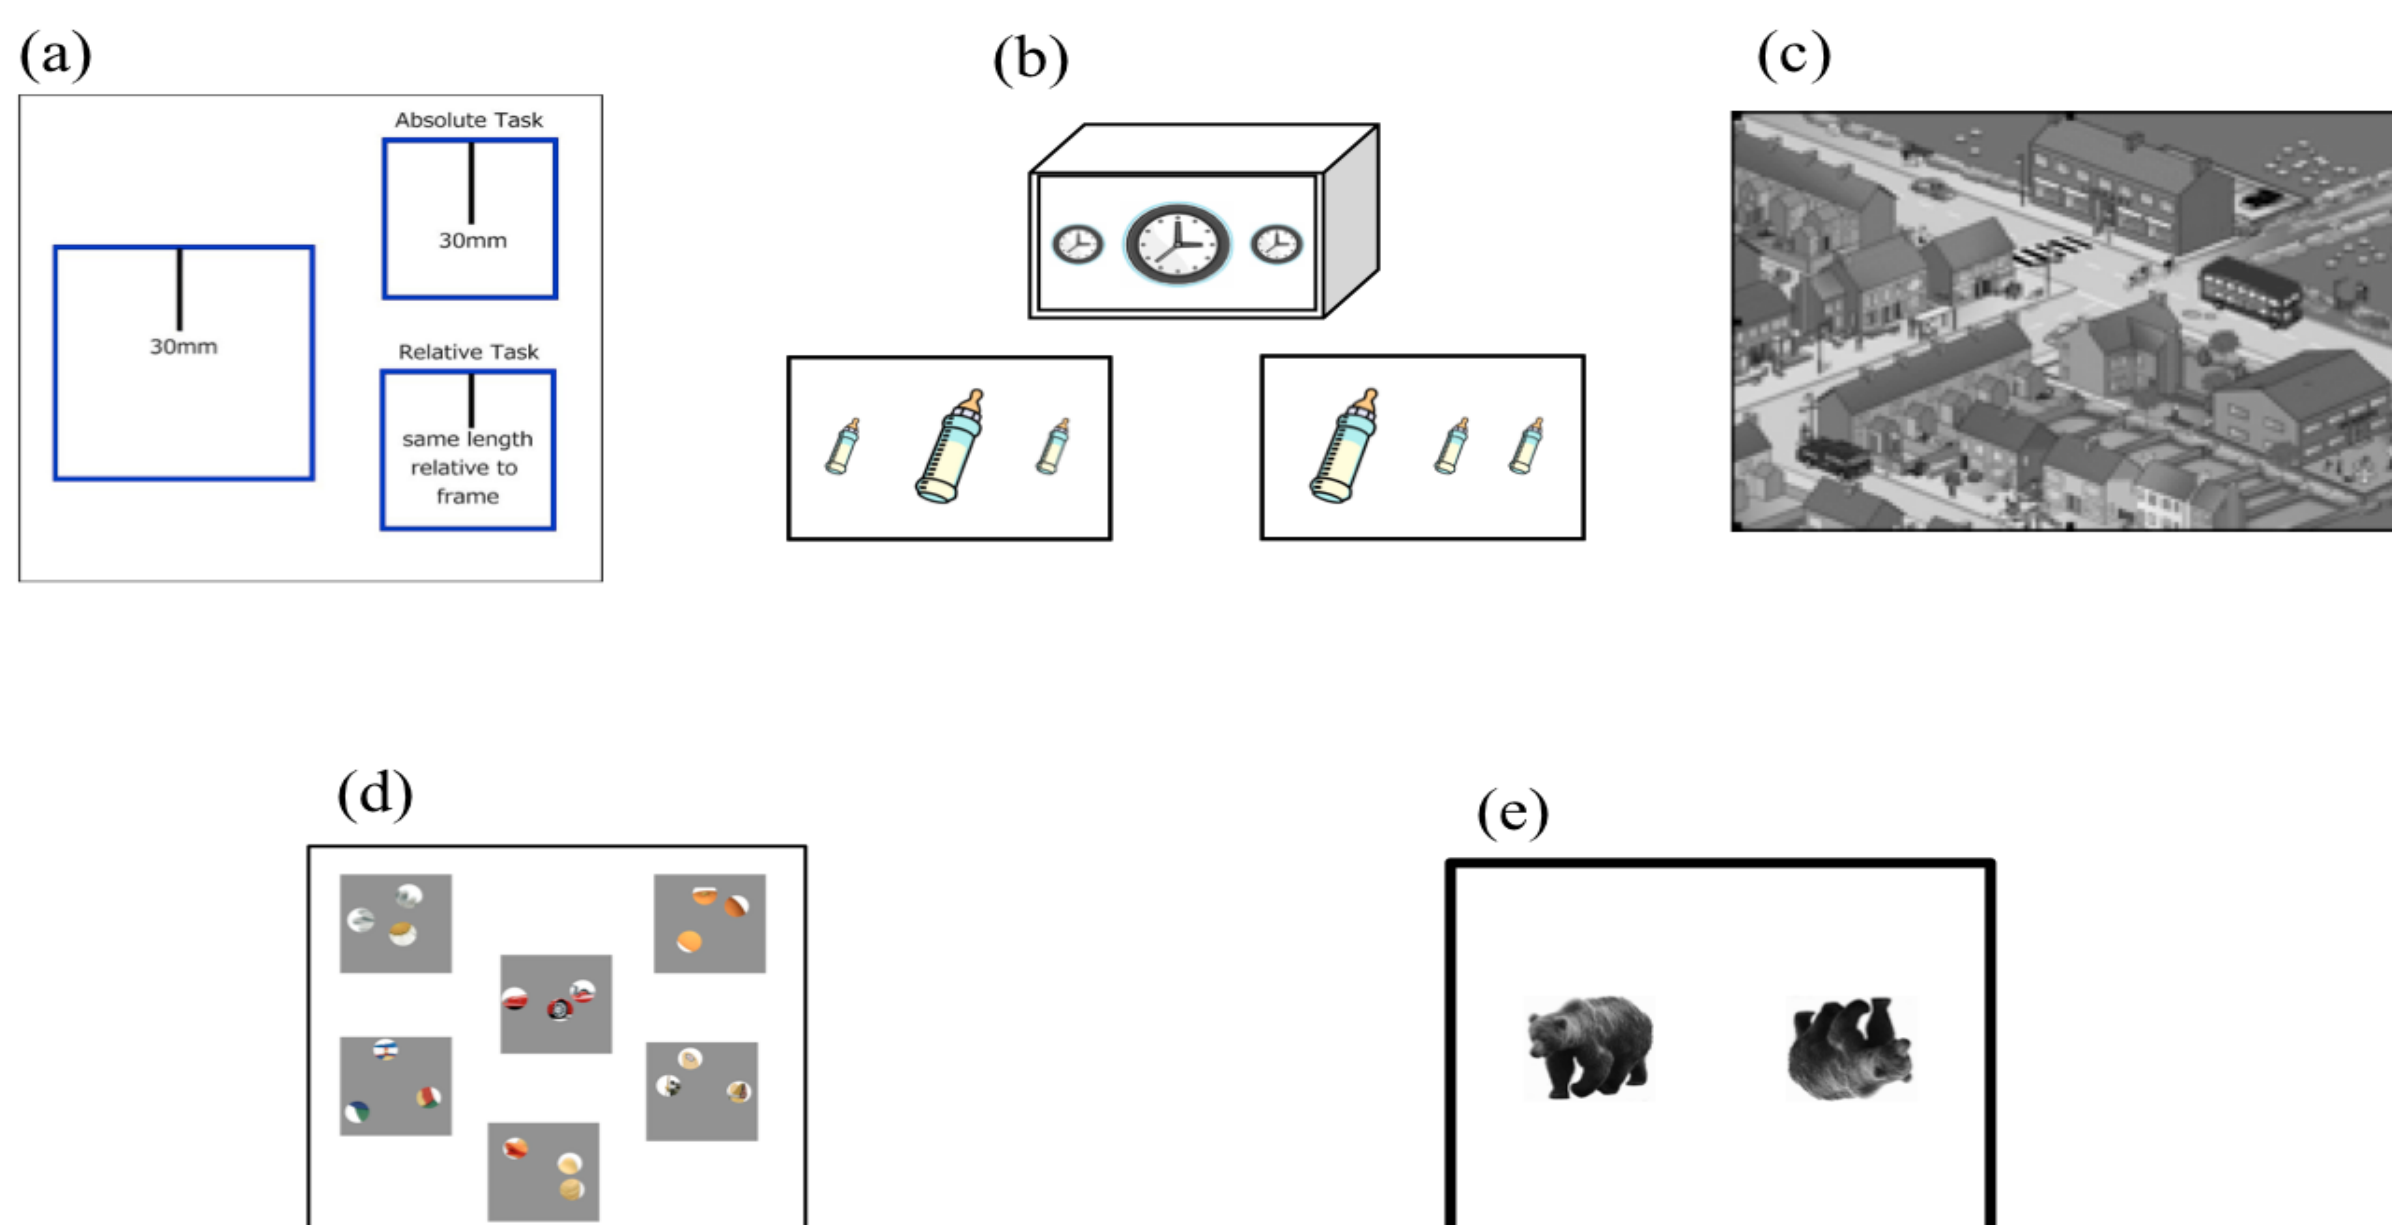 (a)
Absolute Task
30mm
30mm
Relative Task
same length
relative to
frame
(b)
(c)
(d)
(e)